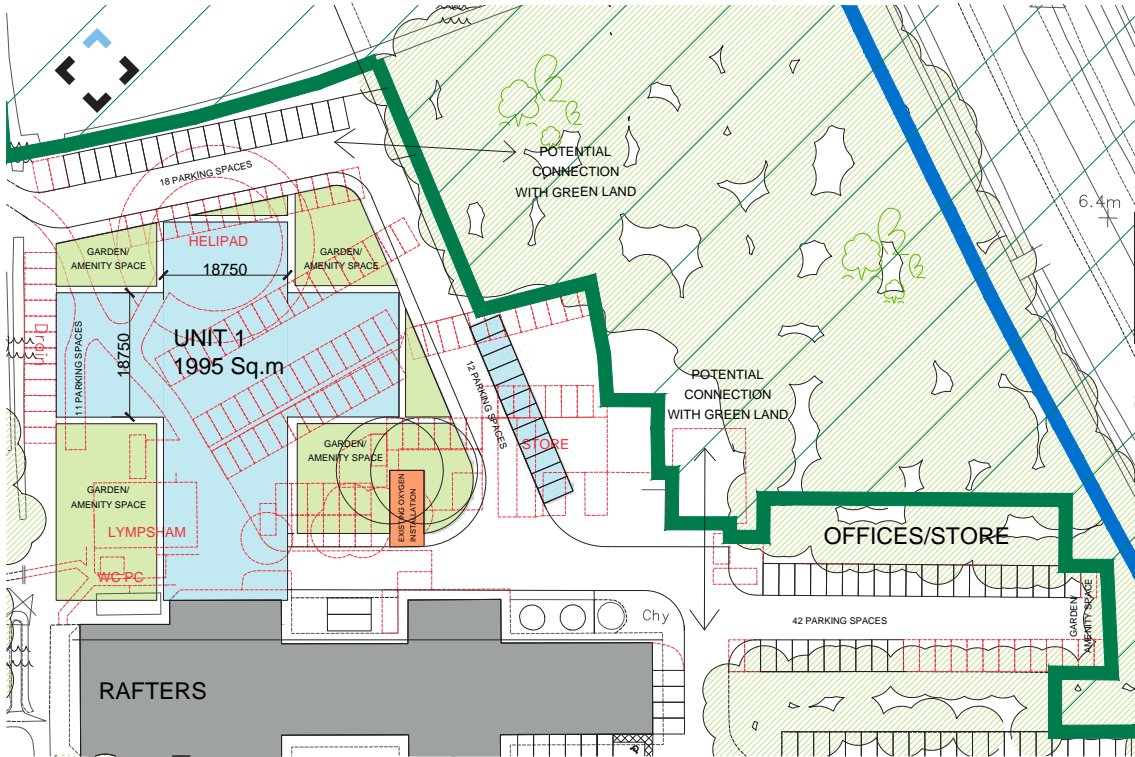 POTENTIAL
CONNECTION
WITH GREEN LAND
18 PARKING SPACES
6.4m
HELIPAD
GARDEN/
AMENITY SPACE
GARDEN/
AMENITY SPACE
18750
Drain
11 PARKING SPACES
18750
UNIT 1
1995 Sq.m
12 PARKING SPACES
POTENTIAL
CONNECTION
WITH GREEN LAND
STORE
GARDEN/
AMENITY SPACE
GARDEN/
AMENITY SPACE
EXISTING OXYGEN
INSTALLATION
LYMPSHAM
OFFICES/STORE
WC PC
GARDEN/
AMENITY SPACE
Chy
42 PARKING SPACES
RAFTERS